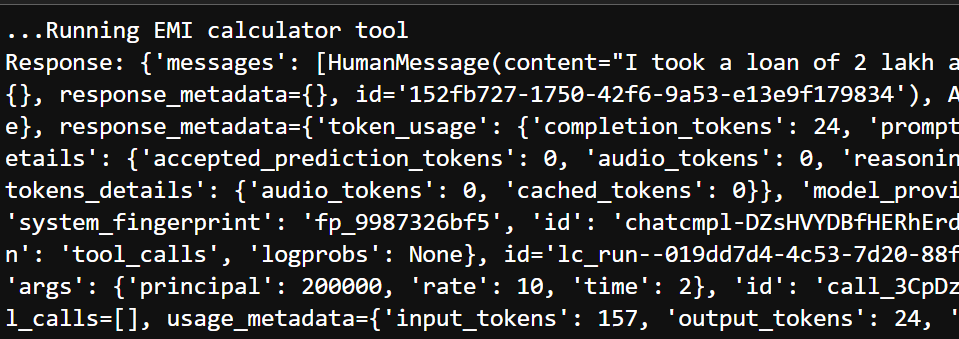 ...Running EMI calculator tool
Response: {'messages': [HumanMessage(content="I took a loan of 2 lakh a
{}, response_metadata={}, id='152fb727-1750-42f6-9a53-e13e9f179834'), A
e}, response_metadata={'token_usage': {'completion_tokens': 24, 'prompt
etails': {'accepted_prediction_tokens': 0, 'audio_tokens': 0, 'reasonin
tokens_details': {'audio_tokens': 0, 'cached_tokens': 0}}, 'model_provi
'system_fingerprint': 'fp_9987326bf5', 'id': 'chatcmpl-DZsHVYDBfHERhErd
n': 'tool_calls', 'logprobs': None}, id='lc_run--019dd7d4-4c53-7d20-88f
'args': {'principal': 200000, 'rate': 10, 'time': 2}, 'id': 'call_3CpDz
l_calls=[], usage_metadata={'input_tokens': 157, 'output_tokens': 24, '